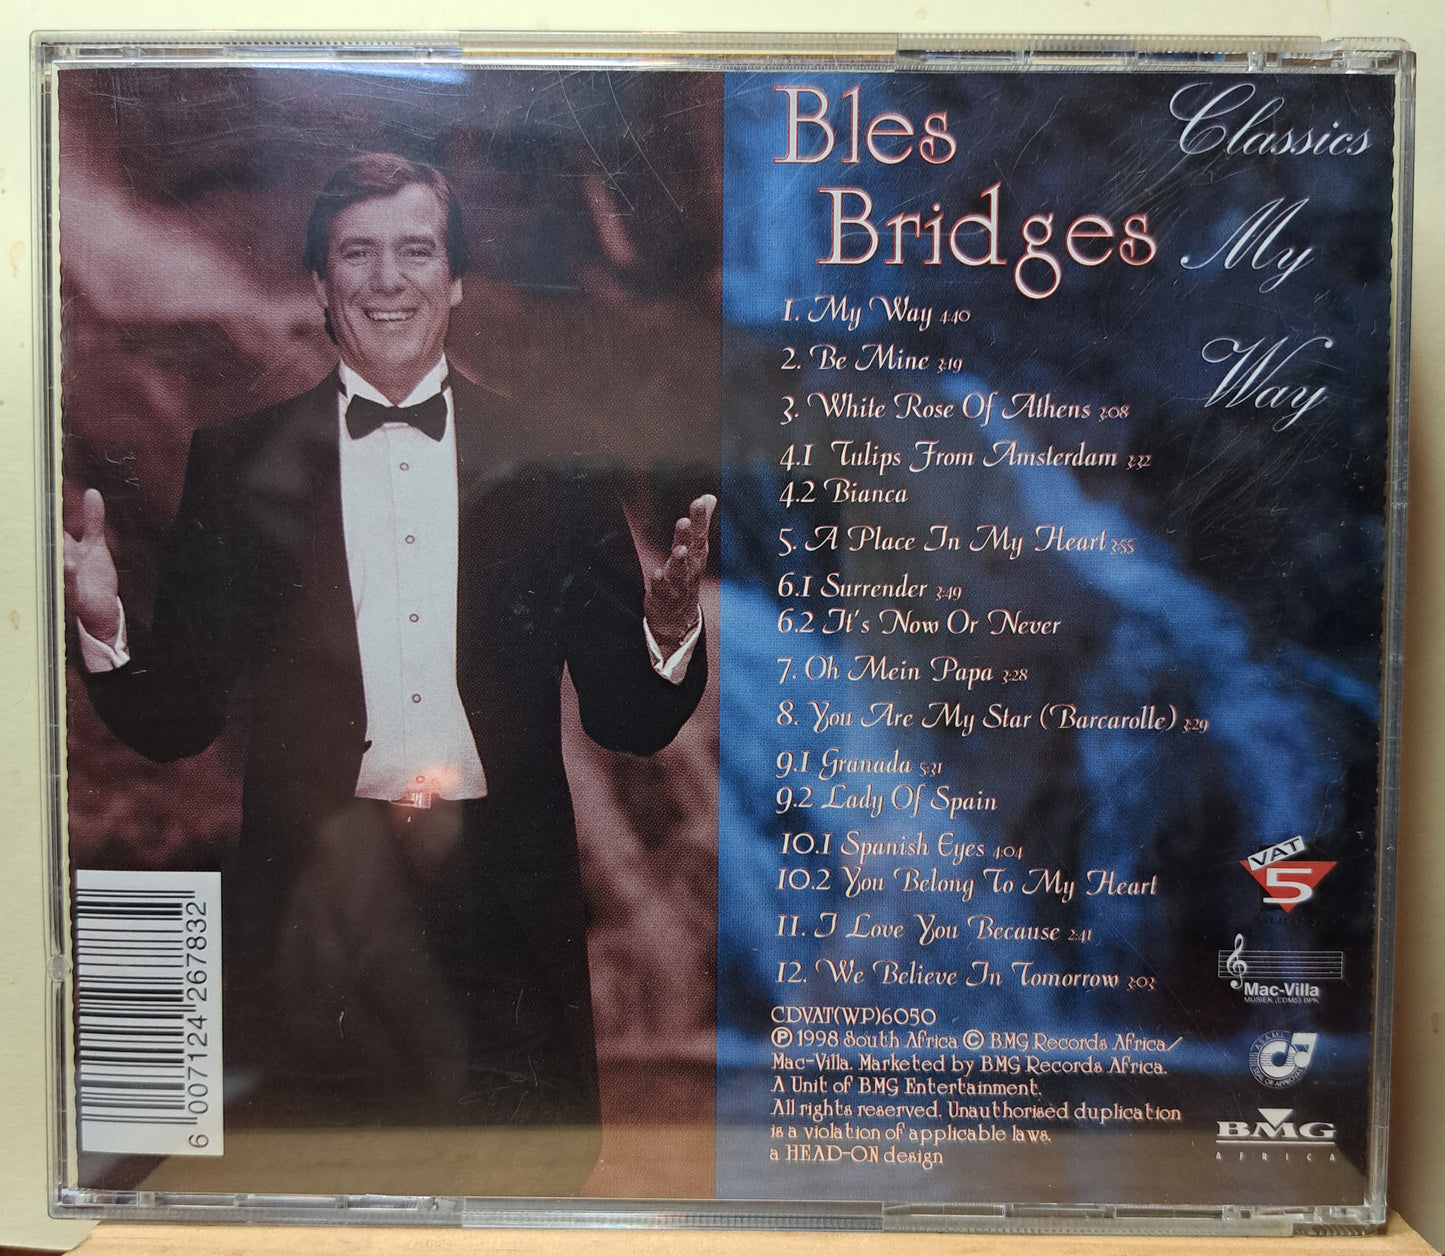 Bles
Bridges
Classics
My
Way
1. My Way 4:40
2. Be Mine 3:19
3. White Rose Of Athens 3:08
4.1 Tulips From Amsterdam 3:32
4.2 Bianca
5. A Place In My Heart 3:55
6.1 Surrender 3:49
6.2 It's Now Or Never
7. Oh Mein Papa 3:28
8. You Are My Star (Barcarolle) 3:29
9.1 Granada 5:31
9.2 Lady Of Spain
10.1 Spanish Eyes 4:04
10.2 You Belong To My Heart
11. I Love You Because 2:41
12. We Believe In Tomorrow 3:03
CDVAT(WP)6050
℗ 1998 South Africa © BMG Records Africa/
Mac-Villa. Marketed by BMG Records Africa.
A Unit of BMG Entertainment.
All rights reserved. Unauthorised duplication
is a violation of applicable laws.
a HEAD-ON design
VAT
5
MUSIC
Mac-Villa
MUSIEK (EDMS) BPK
SEAL OF APPROVAL
BMG
AFRICA
6 007124 267832